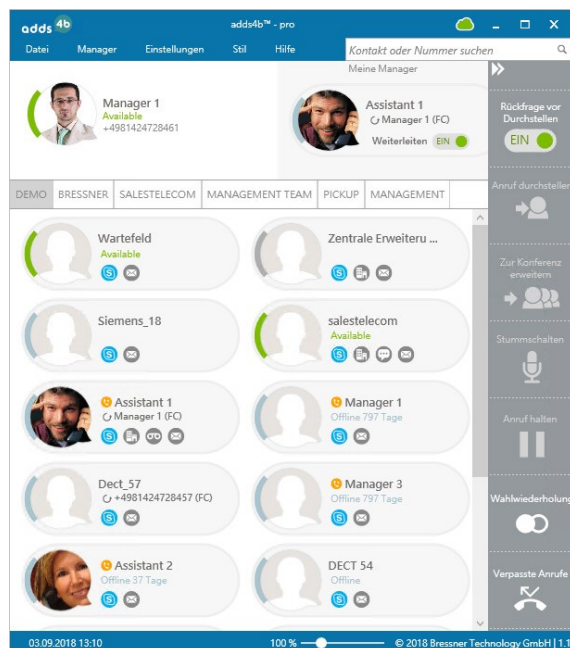 adds 4b
adds4b™ - pro
Datei Manager Einstellungen Stil Hilfe
Kontakt oder Nummer suchen
Meine Manager
Manager 1
Available
+4981424728461
Assistant 1
Manager 1 (FC)
Weiterleiten EIN
Rückfrage vor
Durchstellen
EIN
DEMO BRESSNER SALESTELECOM MANAGEMENT TEAM PICKUP MANAGEMENT
Anruf durchstellen
Wartefeld
Available
Zentrale Erweiteru ...
Zur Konferenz
erweitern
Siemens_18
salestelecom
Available
Stummschalten
Assistant 1
Manager 1 (FC)
Manager 1
Offline 797 Tage
Anruf halten
Dect_57
+4981424728457 (FC)
Manager 3
Offline 797 Tage
Wahlwiederholung
Assistant 2
Offline 37 Tage
DECT 54
Offline
Verpasste Anrufe
03.09.2018 13:10
100 %
© 2018 Bressner Technology GmbH | 1.1